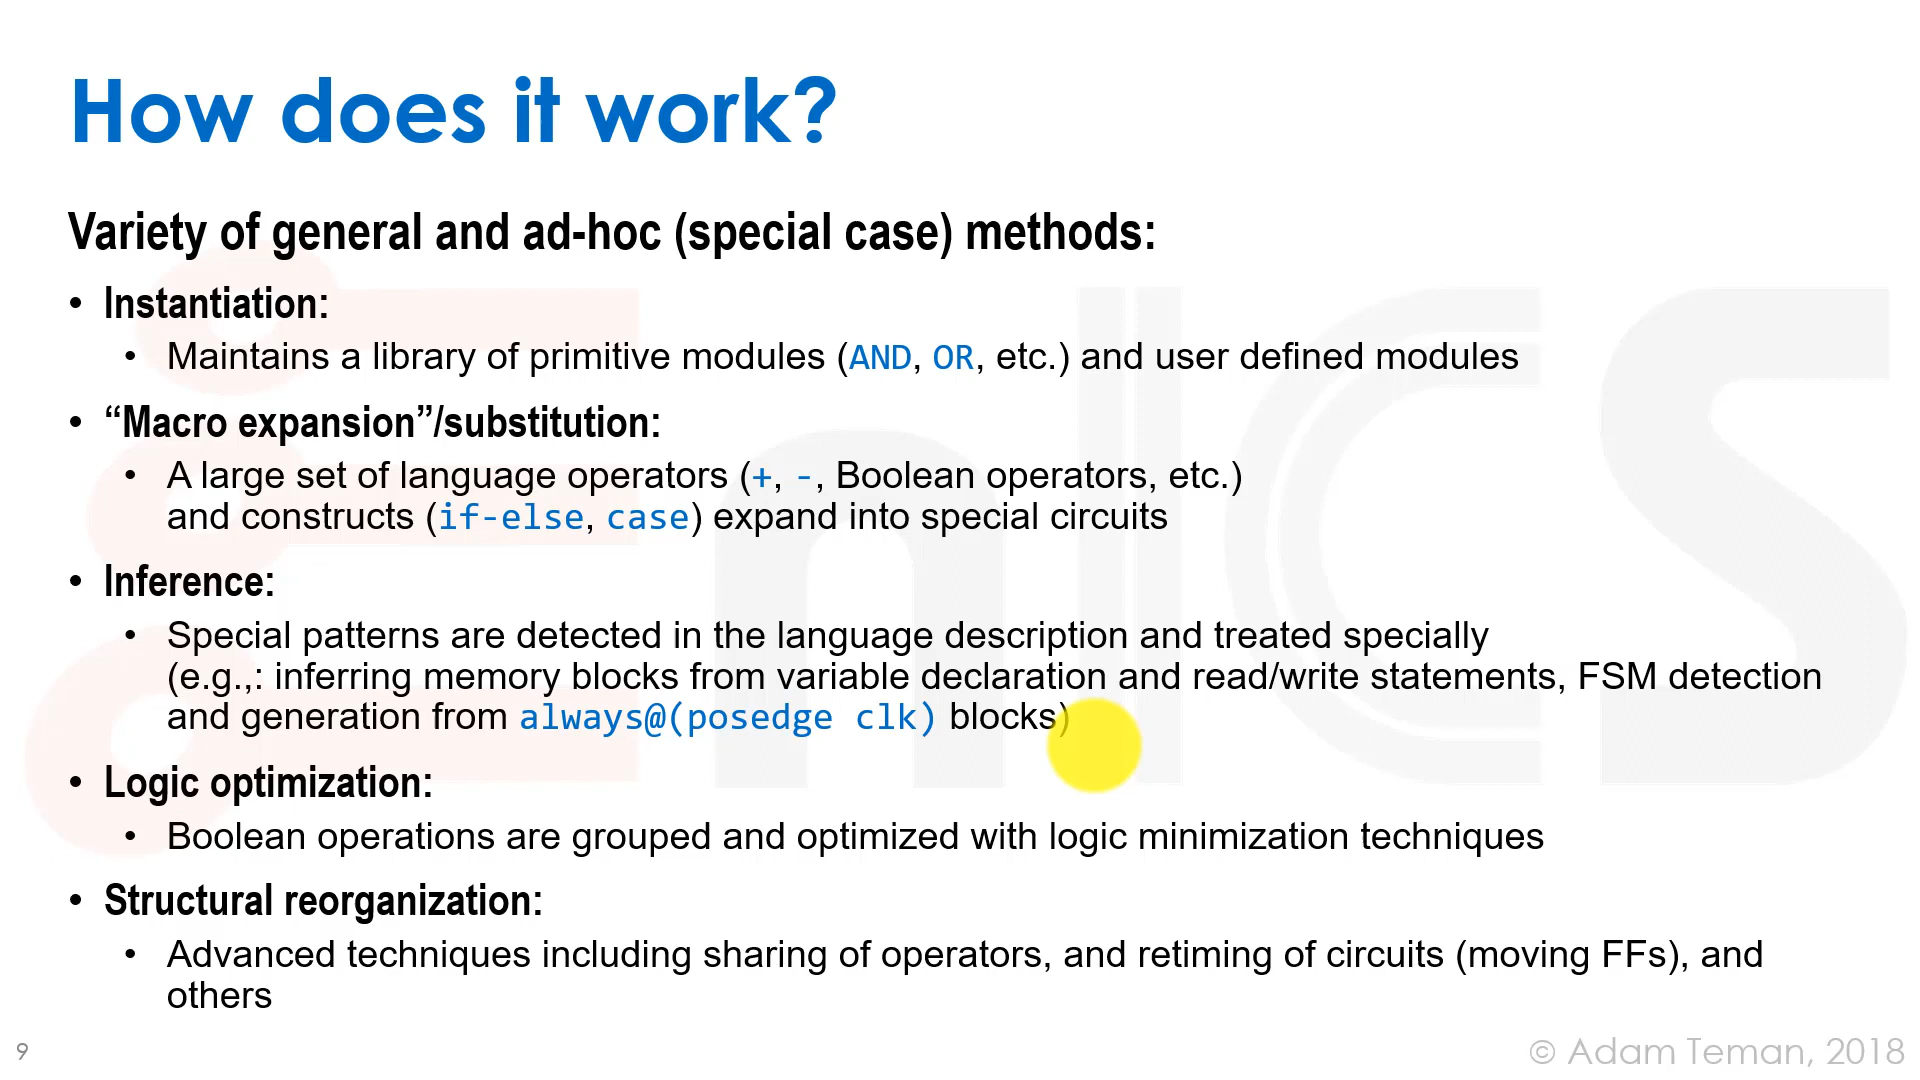 How does it work?
Variety of general and ad-hoc (special case) methods:
• Instantiation:
• Maintains a library of primitive modules (AND, OR, etc.) and user defined modules
• “Macro expansion”/substitution:
• A large set of language operators (+, -, Boolean operators, etc.)
and constructs (if-else, case) expand into special circuits
• Inference:
• Special patterns are detected in the language description and treated specially
(e.g.,: inferring memory blocks from variable declaration and read/write statements, FSM detection
and generation from always@(posedge clk) blocks)
• Logic optimization:
• Boolean operations are grouped and optimized with logic minimization techniques
• Structural reorganization:
• Advanced techniques including sharing of operators, and retiming of circuits (moving FFs), and
others
9
© Adam Teman, 2018
EnICS